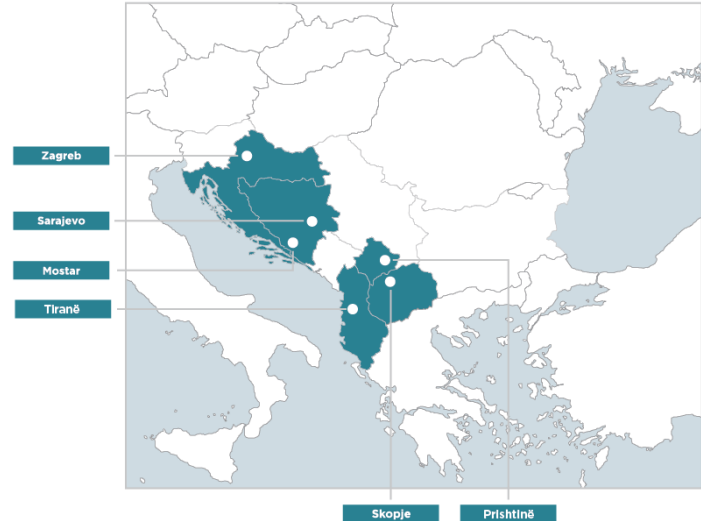 Zagreb
Sarajevo
Mostar
Tiranë
Skopje
Prishtinë